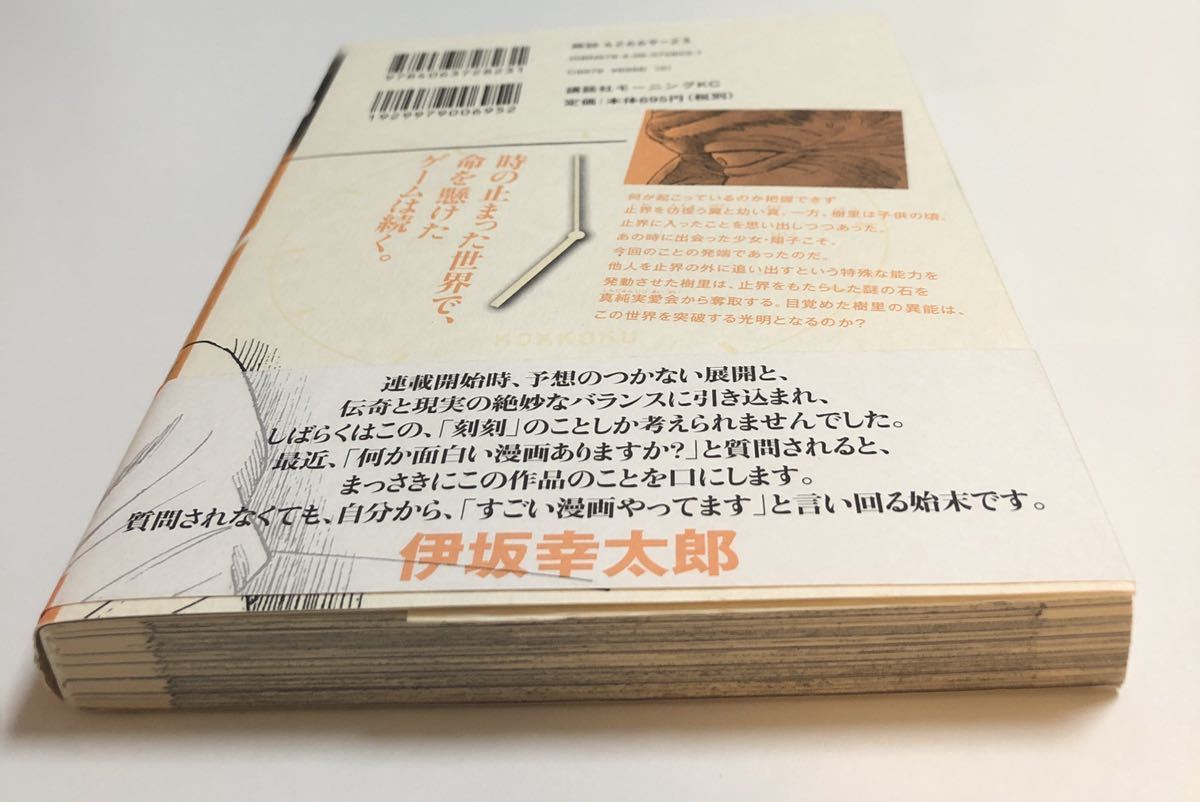 9784063728231
1929979006952
講談社モーニングKC
定価:本体695円(税別)
時の止まった世界で、
命を懸けた
ゲームは続く。
何が起こっているのか把握できず
止界を彷徨う翼と幼い真。一方、樹里は子供の頃、
止界に入ったことを思い出しつつあった。
あの時に出会った少女・翔子こそ、
今回のことの発端であったのだ。
他人を止界の外に追い出すという特殊な能力を
発動させた樹里は、止界をもたらした謎の石を
真純実愛会から奪取する。目覚めた樹里の異能は、
この世界を突破する光明となるのか?
KOKKOKU
連載開始時、予想のつかない展開と、
伝奇と現実の絶妙なバランスに引き込まれ、
しばらくはこの、「刻刻」のことしか考えられませんでした。
最近、「何か面白い漫画ありますか?」と質問されると、
まっさきにこの作品のことを口にします。
質問されなくても、自分から、「すごい漫画やってます」と言い回る始末です。
伊坂幸太郎